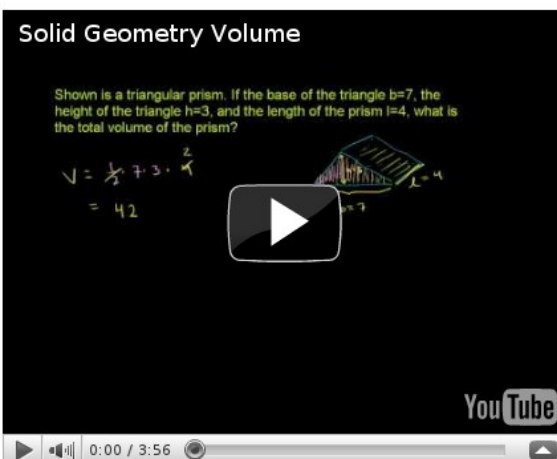 Solid Geometry Volume
Shown is a triangular prism. If the base of the triangle b=7, the
height of the triangle h=3, and the length of the prism l=4, what is
the total volume of the prism?
2
V = 1/2 · 7 · 3 · 4
= 42
l = 4
b = 7
YouTube
0:00 / 3:56